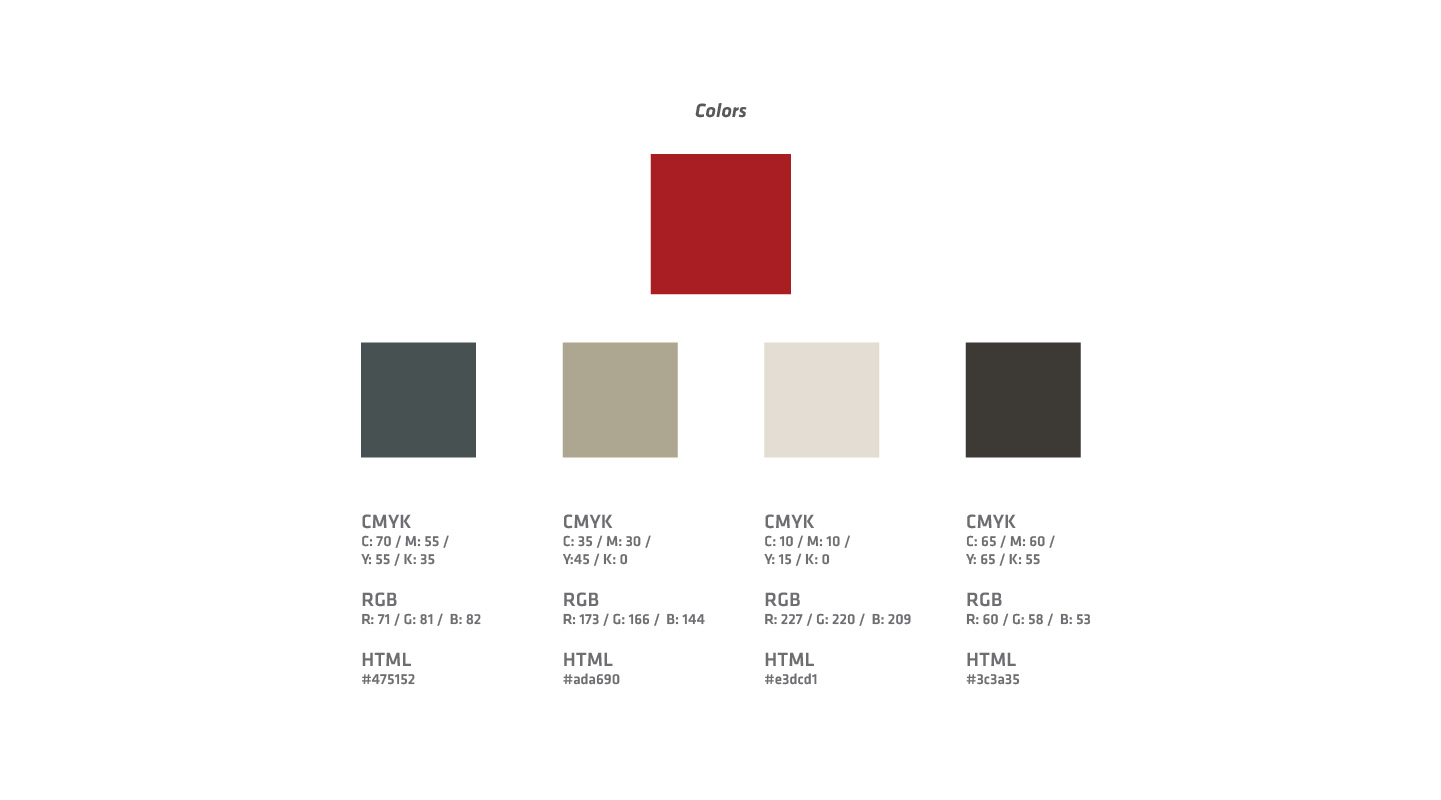 Colors
CMYK
C: 70 / M: 55 /
Y: 55 / K: 35
RGB
R: 71 / G: 81 /  B: 82
HTML
#475152
CMYK
C: 35 / M: 30 /
Y:45 / K: 0
RGB
R: 173 / G: 166 /  B: 144
HTML
#ada690
CMYK
C: 10 / M: 10 /
Y: 15 / K: 0
RGB
R: 227 / G: 220 /  B: 209
HTML
#e3dcd1
CMYK
C: 65 / M: 60 /
Y: 65 / K: 55
RGB
R: 60 / G: 58 /  B: 53
HTML
#3c3a35